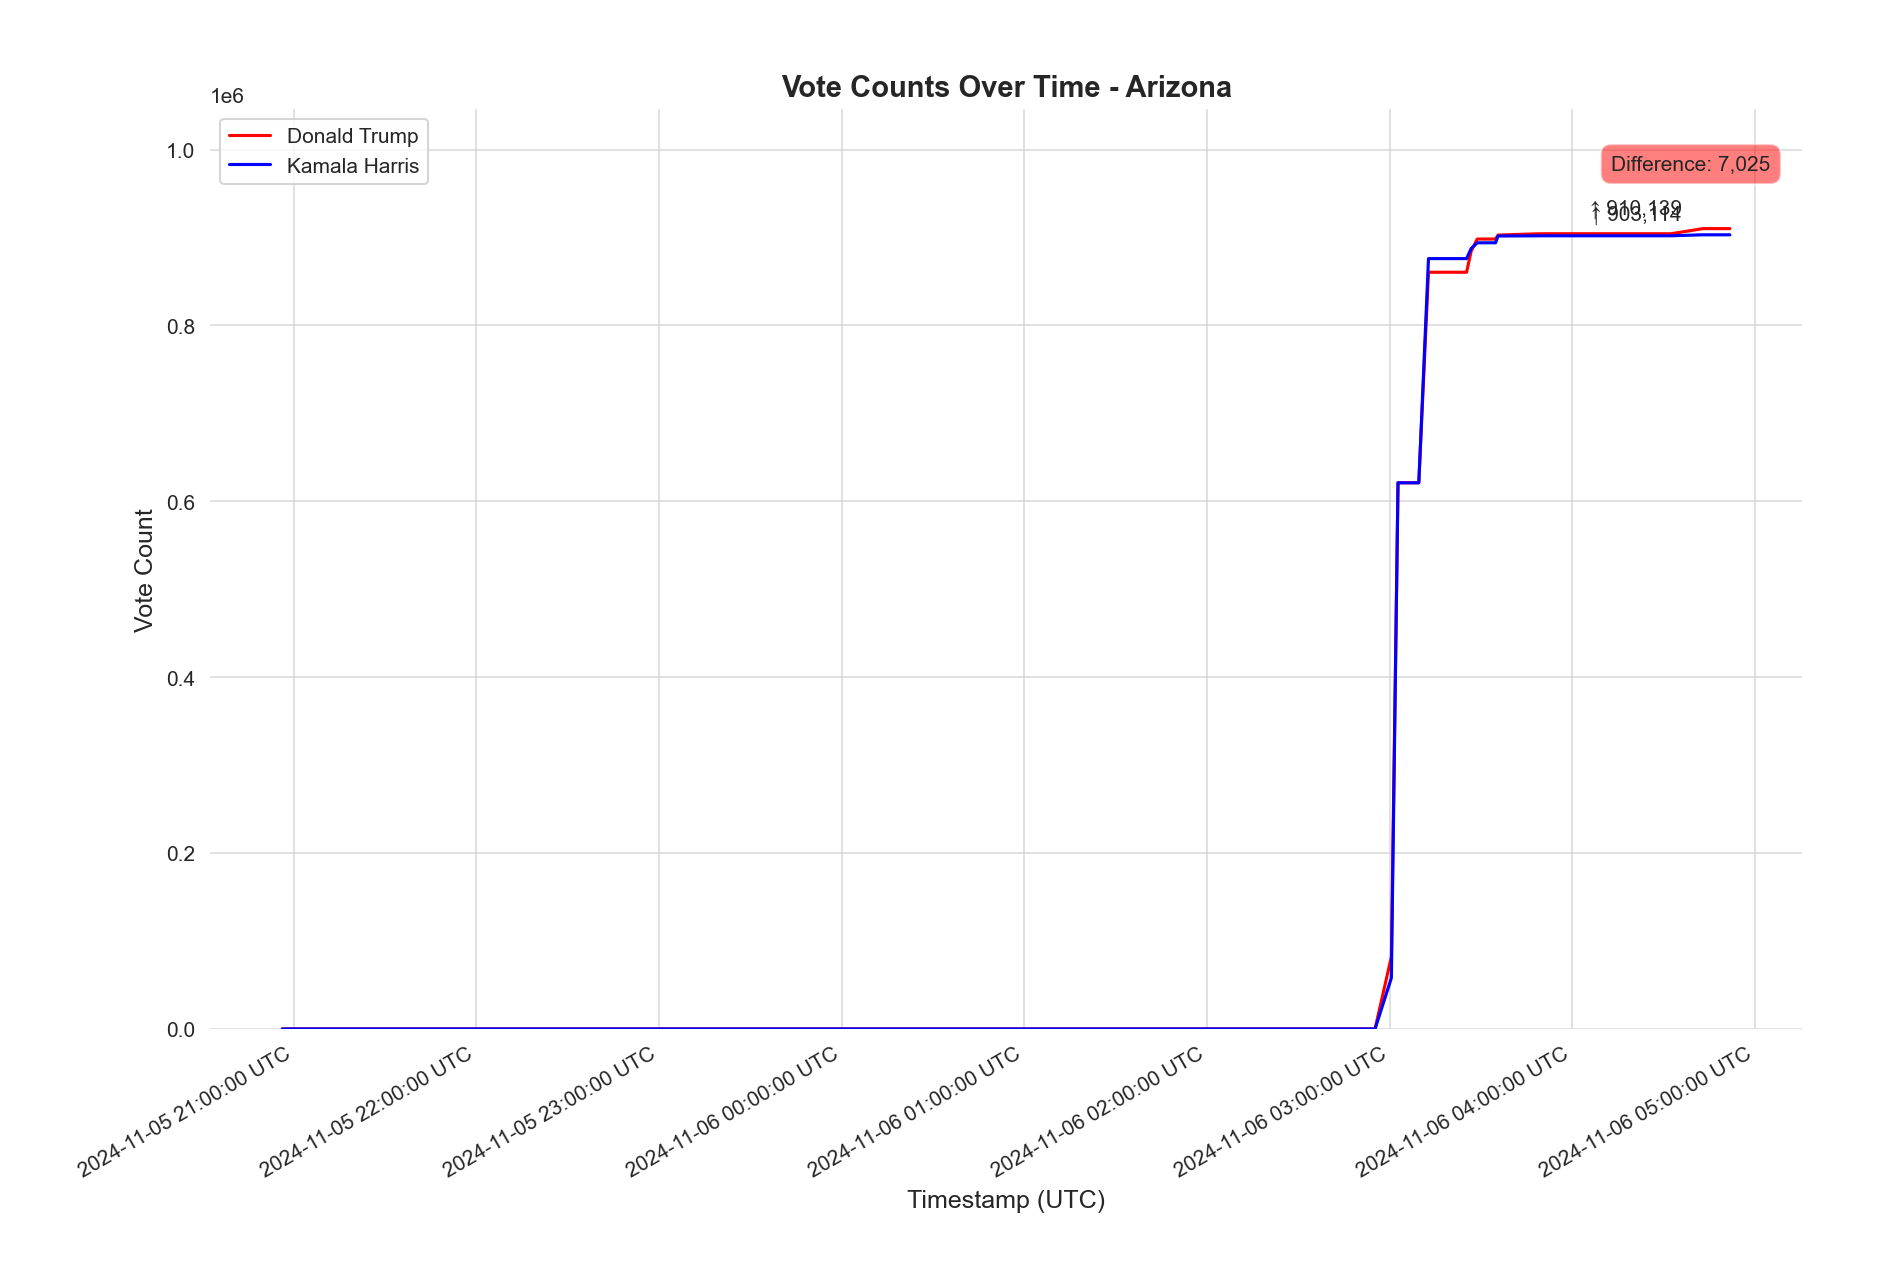 Vote Counts Over Time - Arizona
1e6
Donald Trump
Kamala Harris
Difference: 7,025
↑ 910,139
↑ 903,114
1.0
0.8
0.6
0.4
0.2
0.0
Vote Count
2024-11-05 21:00:00 UTC
2024-11-05 22:00:00 UTC
2024-11-05 23:00:00 UTC
2024-11-06 00:00:00 UTC
2024-11-06 01:00:00 UTC
2024-11-06 02:00:00 UTC
2024-11-06 03:00:00 UTC
2024-11-06 04:00:00 UTC
2024-11-06 05:00:00 UTC
Timestamp (UTC)